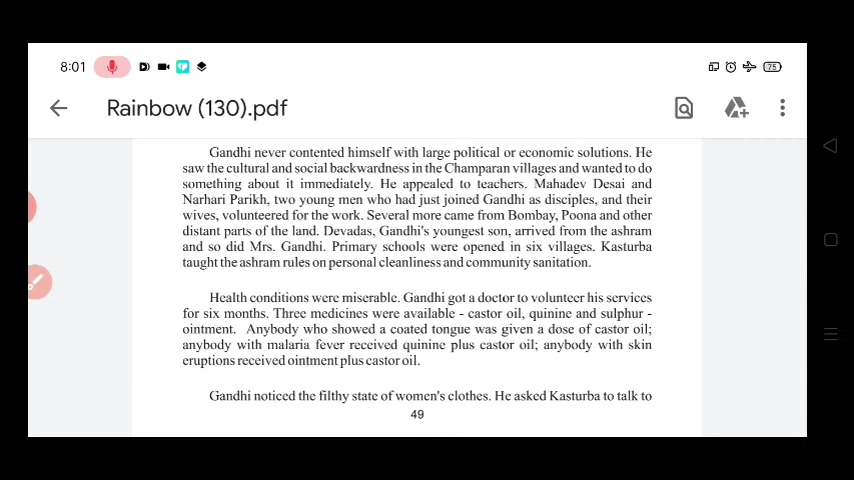 8:01
75
Rainbow (130).pdf
Gandhi never contented himself with large political or economic solutions. He
saw the cultural and social backwardness in the Champaran villages and wanted to do
something about it immediately. He appealed to teachers. Mahadev Desai and
Narhari Parikh, two young men who had just joined Gandhi as disciples, and their
wives, volunteered for the work. Several more came from Bombay, Poona and other
distant parts of the land. Devadas, Gandhi's youngest son, arrived from the ashram
and so did Mrs. Gandhi. Primary schools were opened in six villages. Kasturba
taught the ashram rules on personal cleanliness and community sanitation.
Health conditions were miserable. Gandhi got a doctor to volunteer his services
for six months. Three medicines were available - castor oil, quinine and sulphur -
ointment. Anybody who showed a coated tongue was given a dose of castor oil;
anybody with malaria fever received quinine plus castor oil; anybody with skin
eruptions received ointment plus castor oil.
Gandhi noticed the filthy state of women's clothes. He asked Kasturba to talk to
49